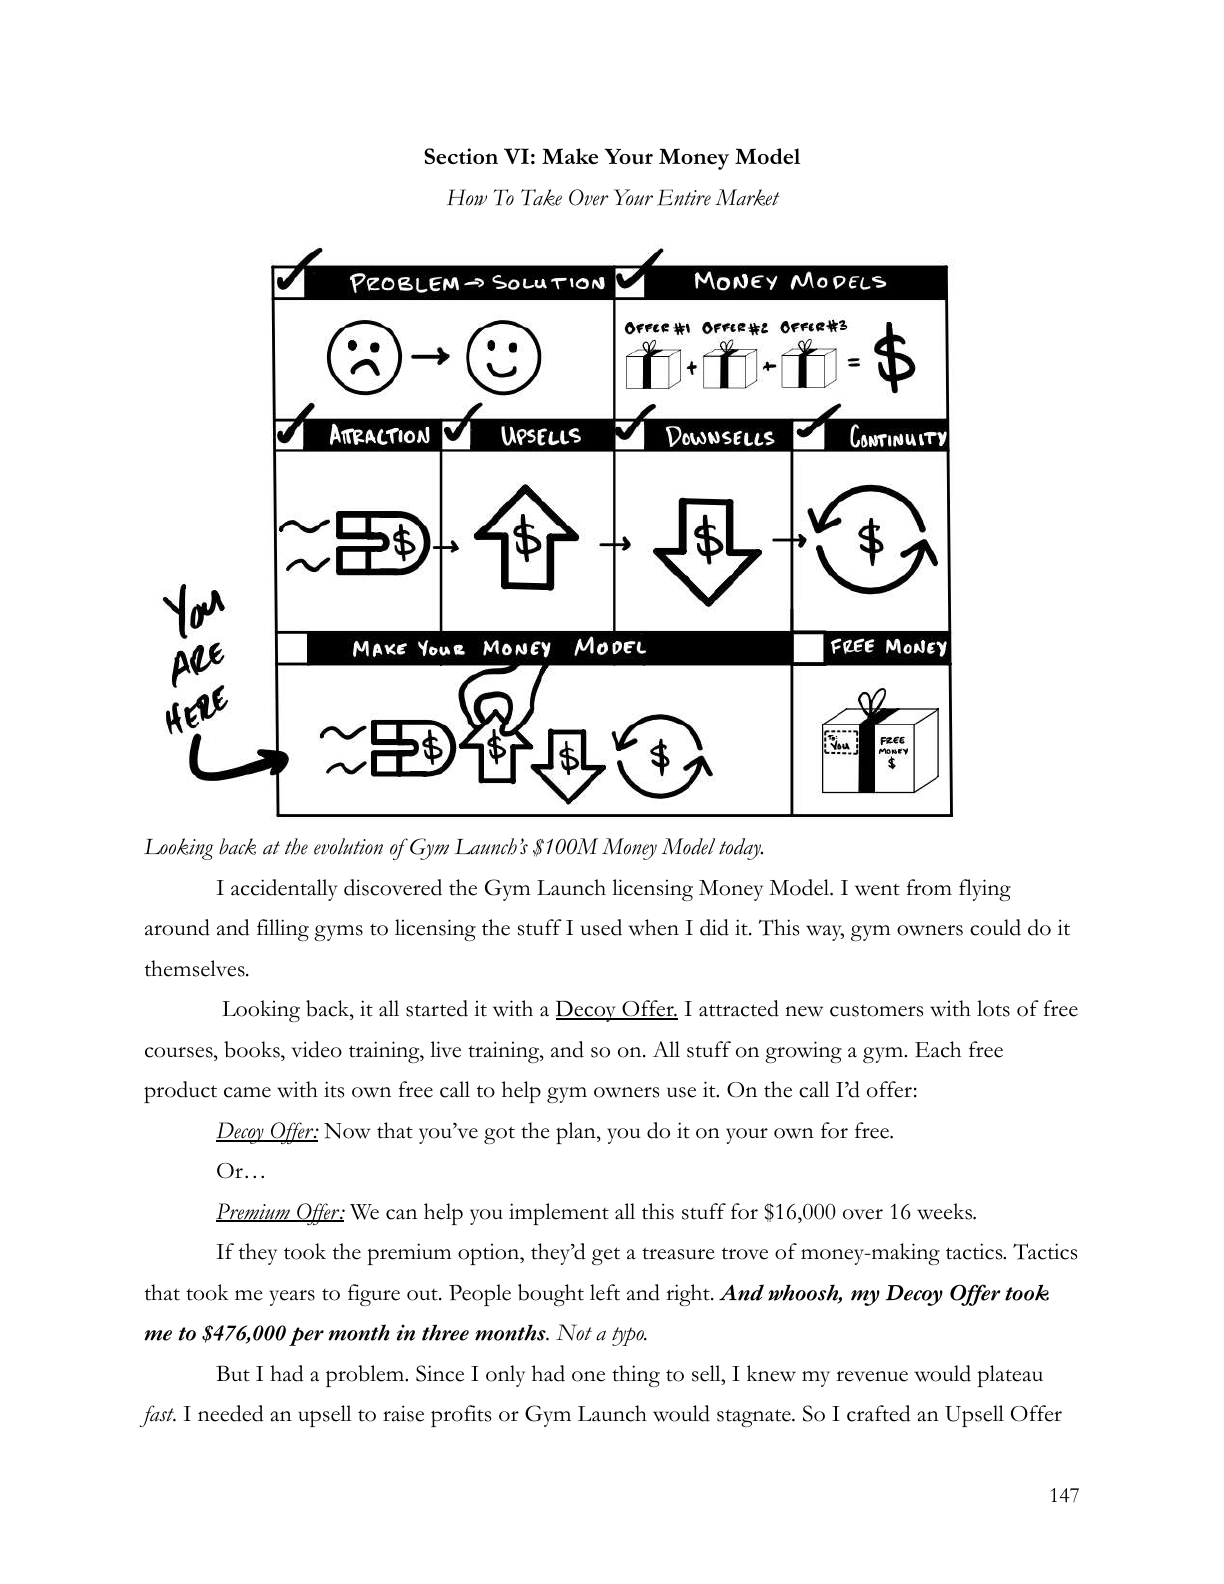 Section VI: Make Your Money Model
How To Take Over Your Entire Market
PROBLEM → SOLUTION
MONEY MODELS
OFFER #1 OFFER #2 OFFER #3
+ + = $
ATTRACTION
UPSELLS
DOWNSELLS
CONTINUITY
$ $ $ $
YOU
ARE
HERE
MAKE YOUR MONEY MODEL
FREE MONEY
$ $ $ $
TO:
YOU
FREE
MONEY
$
Looking back at the evolution of Gym Launch’s $100M Money Model today.
I accidentally discovered the Gym Launch licensing Money Model. I went from flying
around and filling gyms to licensing the stuff I used when I did it. This way, gym owners could do it
themselves.
Looking back, it all started it with a Decoy Offer. I attracted new customers with lots of free
courses, books, video training, live training, and so on. All stuff on growing a gym. Each free
product came with its own free call to help gym owners use it. On the call I’d offer:
Decoy Offer: Now that you’ve got the plan, you do it on your own for free.
Or…
Premium Offer: We can help you implement all this stuff for $16,000 over 16 weeks.
If they took the premium option, they’d get a treasure trove of money-making tactics. Tactics
that took me years to figure out. People bought left and right. And whoosh, my Decoy Offer took
me to $476,000 per month in three months. Not a typo.
But I had a problem. Since I only had one thing to sell, I knew my revenue would plateau
fast. I needed an upsell to raise profits or Gym Launch would stagnate. So I crafted an Upsell Offer
147